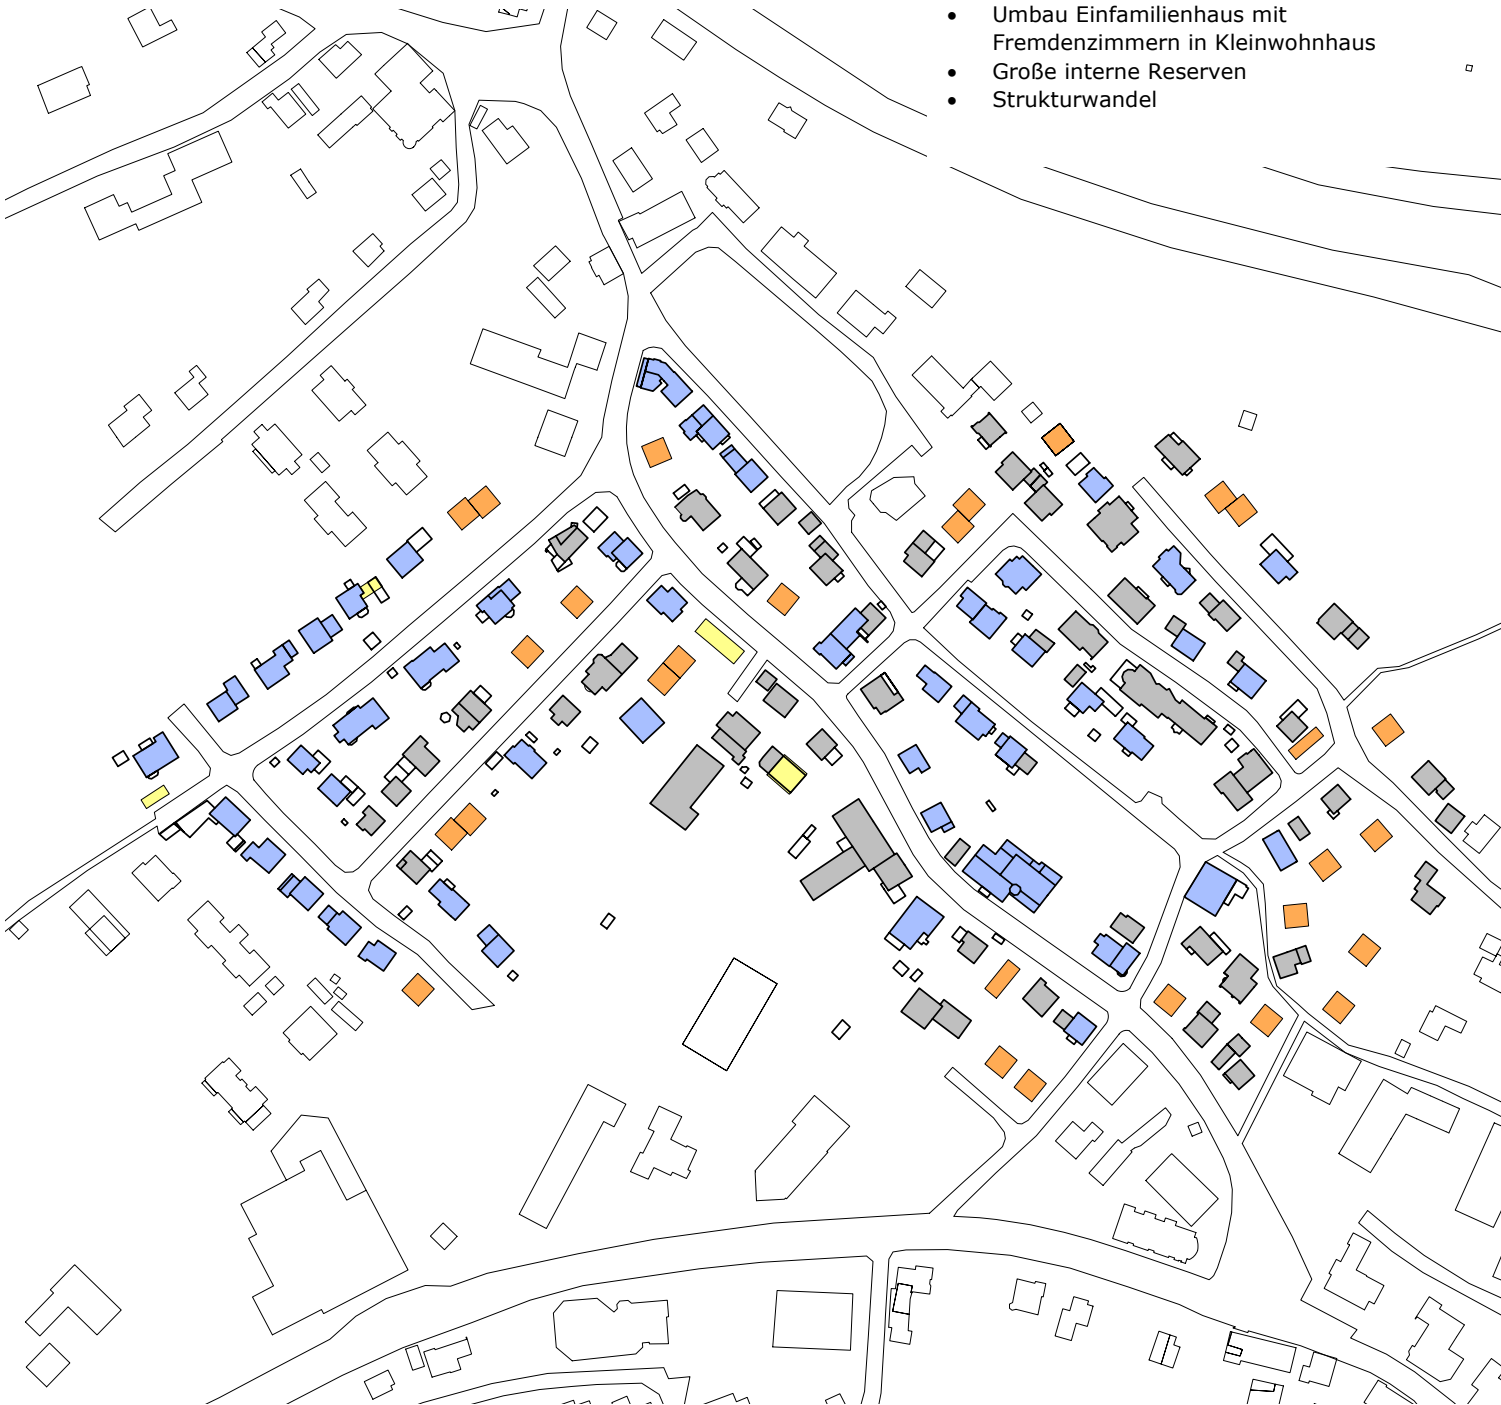 • Umbau Einfamilienhaus mit
Fremdenzimmern in Kleinwohnhaus
• Große interne Reserven
• Strukturwandel